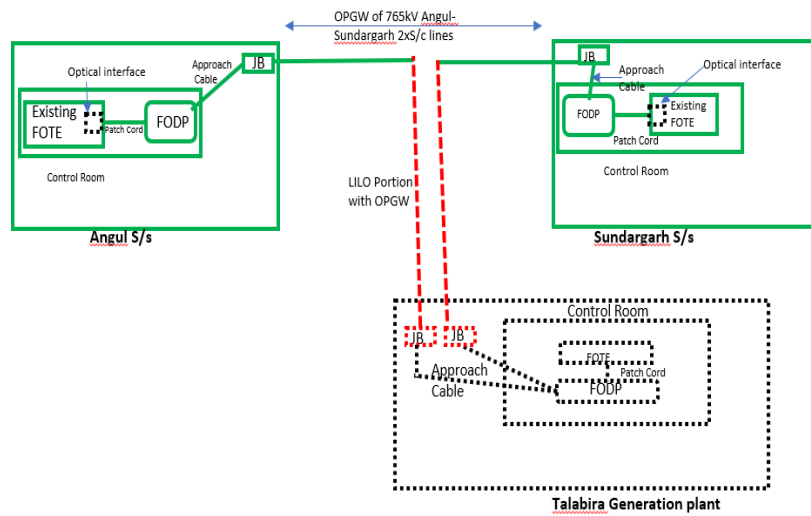 OPGW of 765kV Angul-
Sundargarh 2xS/c lines
Optical interface
Approach
Cable
JB
Existing
FOTE
Patch Cord
FODP
Control Room
Angul S/s
JB
Approach
Cable
Optical interface
FODP
Existing
FOTE
Patch Cord
Control Room
Sundargarh S/s
LILO Portion
with OPGW
Control Room
JB
JB
Approach
Cable
FOTE
Patch Cord
FODP
Talabira Generation plant